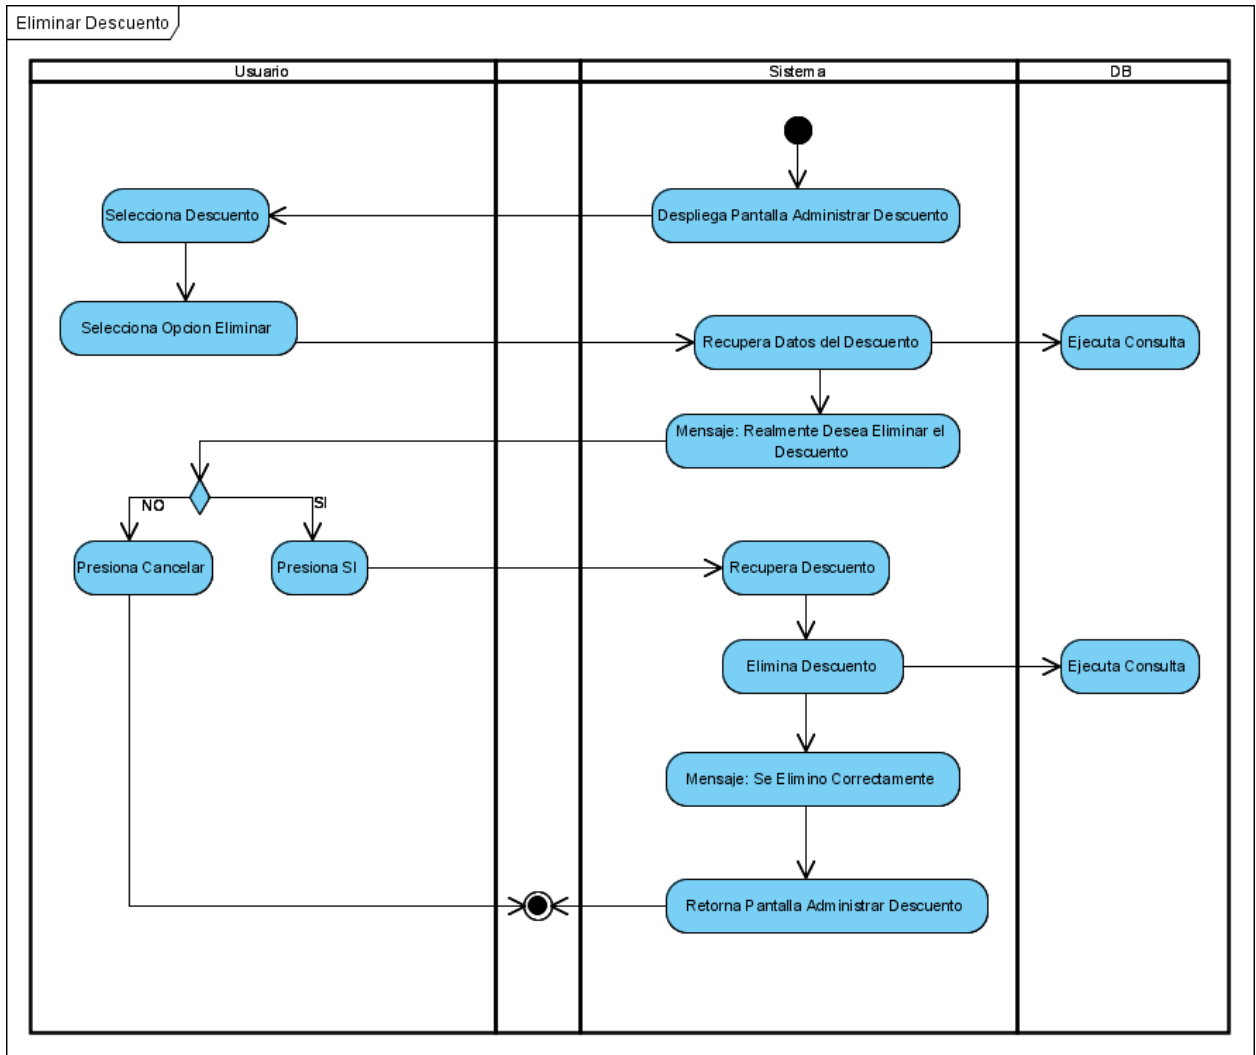 Eliminar Descuento
Usuario
Sistema
DB
Selecciona Descuento
Despliega Pantalla Administrar Descuento
Selecciona Opcion Eliminar
Recupera Datos del Descuento
Ejecuta Consulta
Mensaje: Realmente Desea Eliminar el
Descuento
NO
SI
Presiona Cancelar
Presiona SI
Recupera Descuento
Elimina Descuento
Ejecuta Consulta
Mensaje: Se Elimino Correctamente
Retorna Pantalla Administrar Descuento